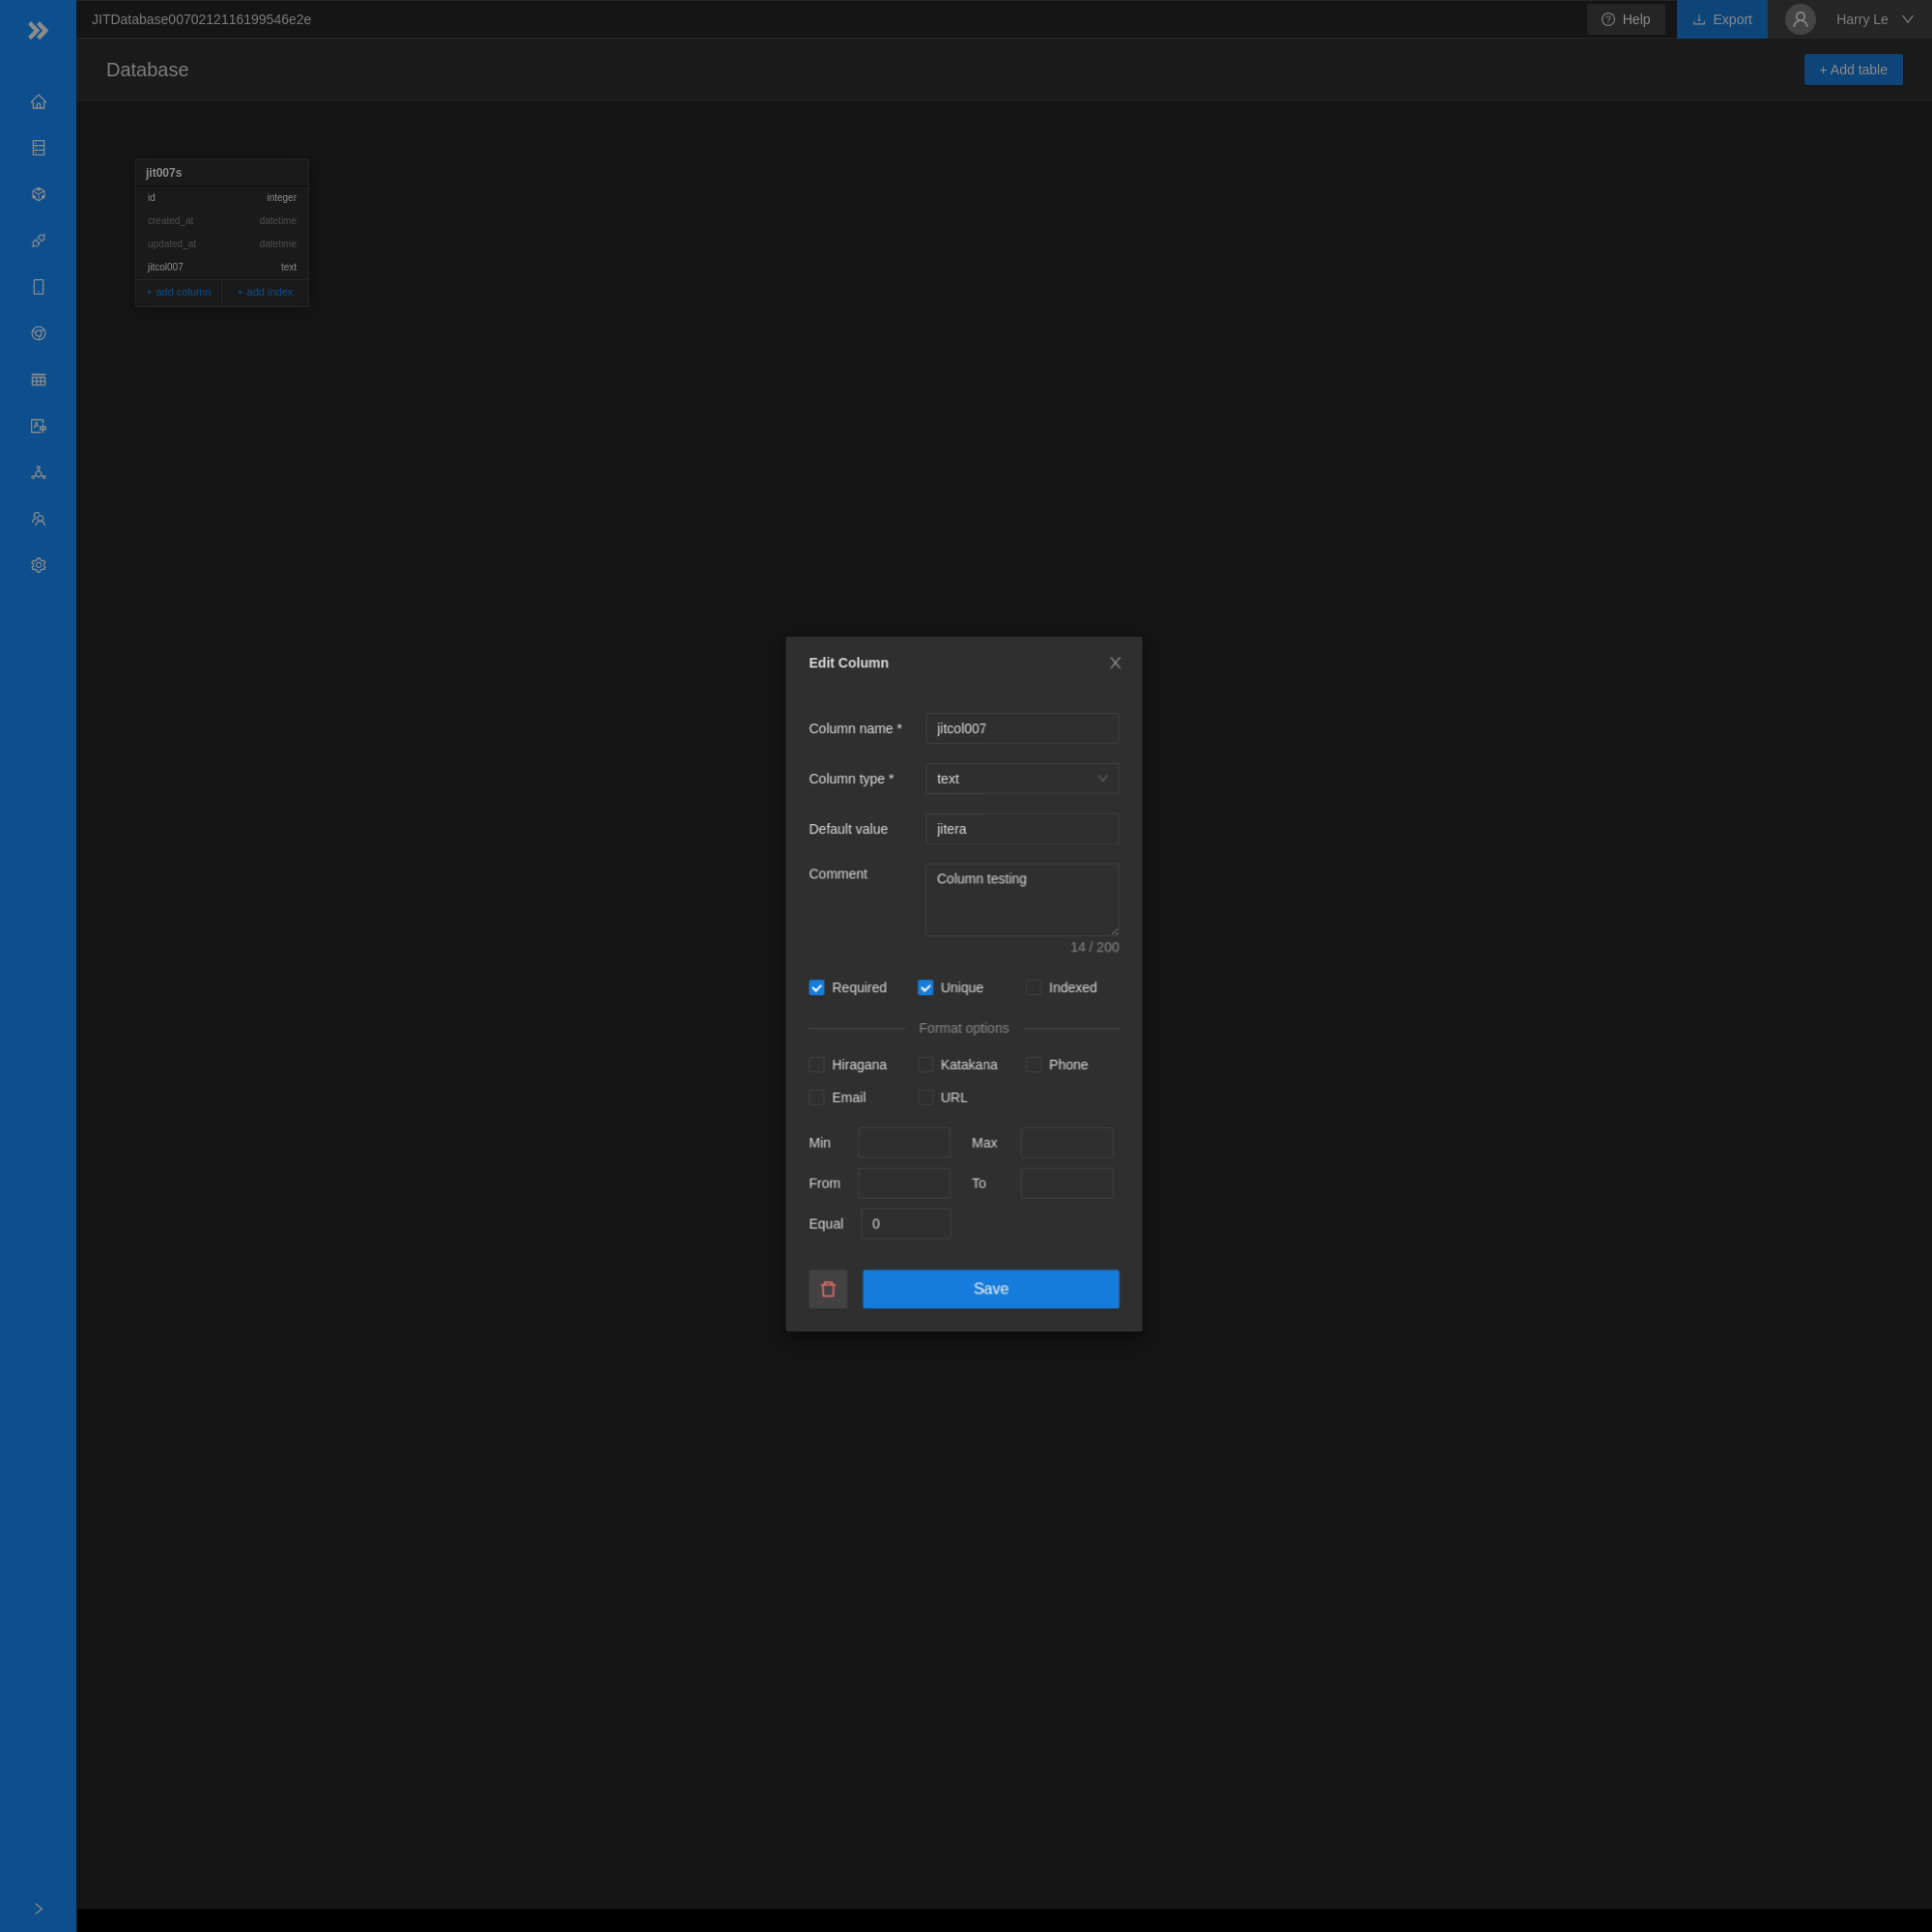 JITDatabase0070212116199546e2e
Help
Export
Harry Le
Database
+ Add table
jit007s
id integer
created_at datetime
updated_at datetime
jitcol007 text
+ add column + add index
Edit Column
Column name * jitcol007
Column type * text
Default value jitera
Comment Column testing
14 / 200
Required Unique Indexed
Format options
Hiragana Katakana Phone
Email URL
Min Max
From To
Equal 0
Save